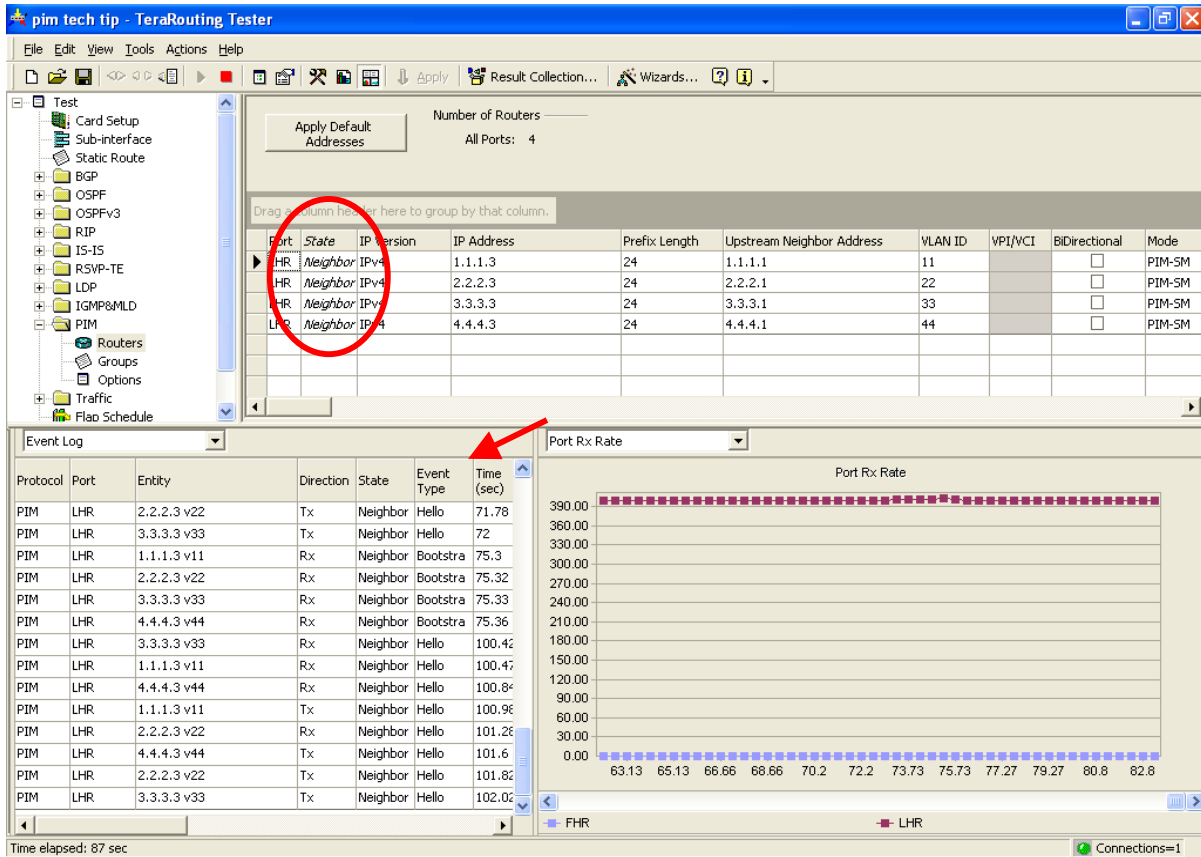 pim tech tip - TeraRouting Tester
File Edit View Tools Actions Help
Apply Result Collection... Wizards...
Test
Card Setup
Sub-interface
Static Route
BGP
OSPF
OSPFv3
RIP
IS-IS
RSVP-TE
LDP
IGMP&MLD
PIM
Routers
Groups
Options
Traffic
Flap Schedule
Apply Default Addresses
Number of Routers
All Ports: 4
Drag a column header here to group by that column.
Port State IP Version IP Address Prefix Length Upstream Neighbor Address VLAN ID VPI/VCI BiDirectional Mode
LHR Neighbor IPv4 1.1.1.3 24 1.1.1.1 11 PIM-SM
LHR Neighbor IPv4 2.2.2.3 24 2.2.2.1 22 PIM-SM
LHR Neighbor IPv4 3.3.3.3 24 3.3.3.1 33 PIM-SM
LHR Neighbor IPv4 4.4.4.3 24 4.4.4.1 44 PIM-SM
Event Log
Protocol Port Entity Direction State Event Type Time (sec)
PIM LHR 2.2.2.3 v22 Tx Neighbor Hello 71.78
PIM LHR 3.3.3.3 v33 Tx Neighbor Hello 72
PIM LHR 1.1.1.3 v11 Rx Neighbor Bootstra 75.3
PIM LHR 2.2.2.3 v22 Rx Neighbor Bootstra 75.32
PIM LHR 3.3.3.3 v33 Rx Neighbor Bootstra 75.33
PIM LHR 4.4.4.3 v44 Rx Neighbor Bootstra 75.36
PIM LHR 3.3.3.3 v33 Rx Neighbor Hello 100.42
PIM LHR 1.1.1.3 v11 Rx Neighbor Hello 100.47
PIM LHR 4.4.4.3 v44 Rx Neighbor Hello 100.84
PIM LHR 1.1.1.3 v11 Tx Neighbor Hello 100.98
PIM LHR 2.2.2.3 v22 Rx Neighbor Hello 101.28
PIM LHR 4.4.4.3 v44 Tx Neighbor Hello 101.6
PIM LHR 2.2.2.3 v22 Tx Neighbor Hello 101.82
PIM LHR 3.3.3.3 v33 Tx Neighbor Hello 102.02
Port Rx Rate
Port Rx Rate
390.00
360.00
330.00
300.00
270.00
240.00
210.00
180.00
150.00
120.00
90.00
60.00
30.00
0.00
63.13 65.13 66.66 68.66 70.2 72.2 73.73 75.73 77.27 79.27 80.8 82.8
FHR LHR
Time elapsed: 87 sec
Connections=1